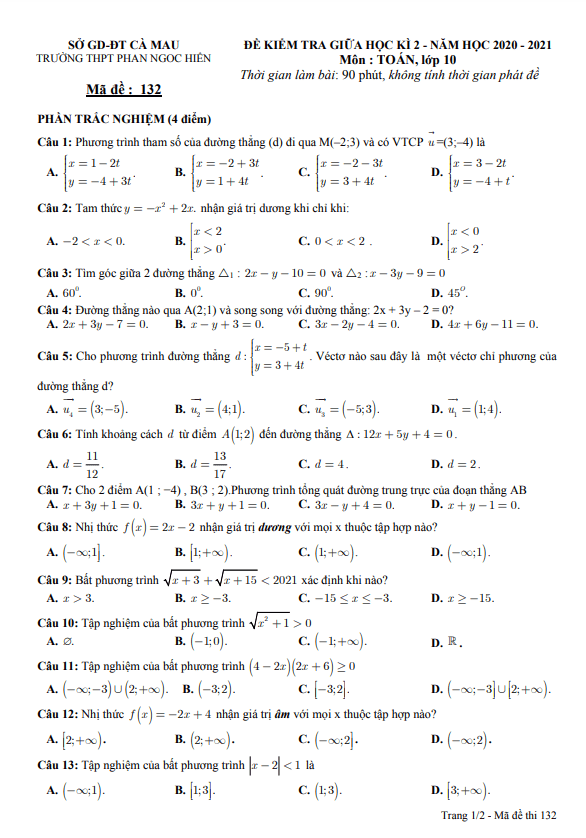 SỞ GD-ĐT CÀ MAU
TRƯỜNG THPT PHAN NGỌC HIỂN
Mã đề : 132
ĐỀ KIỂM TRA GIỮA HỌC KÌ 2 - NĂM HỌC 2020 - 2021
Môn : TOÁN, lớp 10
Thời gian làm bài: 90 phút, không tính thời gian phát đề
PHẦN TRẮC NGHIỆM (4 điểm)
Câu 1: Phương trình tham số của đường thẳng (d) đi qua M(–2;3) và có VTCP $\vec{u}$ =(3;–4) là
A. $\begin{cases} x = 1 - 2t \\ y = -4 + 3t \end{cases}$. B. $\begin{cases} x = -2 + 3t \\ y = 1 + 4t \end{cases}$. C. $\begin{cases} x = -2 - 3t \\ y = 3 + 4t \end{cases}$. D. $\begin{cases} x = 3 - 2t \\ y = -4 + t \end{cases}$.
Câu 2: Tam thức $y = -x^2 + 2x$. nhận giá trị dương khi chỉ khi:
A. $-2 < x < 0$. B. $\left[\begin{matrix} x < 2 \\ x > 0 \end{matrix}\right.$. C. $0 < x < 2$ . D. $\left[\begin{matrix} x < 0 \\ x > 2 \end{matrix}\right.$.
Câu 3: Tìm góc giữa 2 đường thẳng $\triangle_1 : 2x - y - 10 = 0$ và $\triangle_2 : x - 3y - 9 = 0$
A. $60^0$. B. $0^0$. C. $90^0$. D. $45^O$.
Câu 4: Đường thẳng nào qua A(2;1) và song song với đường thẳng: 2x + 3y – 2 = 0?
A. $2x + 3y - 7 = 0$. B. $x - y + 3 = 0$. C. $3x - 2y - 4 = 0$. D. $4x + 6y - 11 = 0$.
Câu 5: Cho phương trình đường thẳng $d : \begin{cases} x = -5 + t \\ y = 3 + 4t \end{cases}$. Véctơ nào sau đây là một véctơ chỉ phương của
đường thẳng d?
A. $\vec{u_4} = (3; -5)$. B. $\vec{u_2} = (4; 1)$. C. $\vec{u_3} = (-5; 3)$. D. $\vec{u_1} = (1; 4)$.
Câu 6: Tính khoảng cách $d$ từ điểm $A(1; 2)$ đến đường thẳng $\Delta : 12x + 5y + 4 = 0$.
A. $d = \frac{11}{12}$. B. $d = \frac{13}{17}$. C. $d = 4$. D. $d = 2$.
Câu 7: Cho 2 điểm A(1 ; −4) , B(3 ; 2).Phương trình tổng quát đường trung trực của đoạn thẳng AB
A. $x + 3y + 1 = 0$. B. $3x + y + 1 = 0$. C. $3x - y + 4 = 0$. D. $x + y - 1 = 0$.
Câu 8: Nhị thức $f(x) = 2x - 2$ nhận giá trị dương với mọi x thuộc tập hợp nào?
A. $(-\infty; 1]$. B. $[1; +\infty)$. C. $(1; +\infty)$. D. $(-\infty; 1)$.
Câu 9: Bất phương trình $\sqrt{x + 3} + \sqrt{x + 15} < 2021$ xác định khi nào?
A. $x > 3$. B. $x \geq -3$. C. $-15 \leq x \leq -3$. D. $x \geq -15$.
Câu 10: Tập nghiệm của bất phương trình $\sqrt{x^2 + 1} > 0$
A. ∅. B. $(-1; 0)$. C. $(-1; +\infty)$. D. ℝ .
Câu 11: Tập nghiệm của bất phương trình $(4 - 2x)(2x + 6) \geq 0$
A. $(-\infty; -3) \cup (2; +\infty)$. B. $(-3; 2)$. C. $[-3; 2]$. D. $(-\infty; -3] \cup [2; +\infty)$.
Câu 12: Nhị thức $f(x) = -2x + 4$ nhận giá trị âm với mọi x thuộc tập hợp nào?
A. $[2; +\infty)$. B. $(2; +\infty)$. C. $(-\infty; 2]$. D. $(-\infty; 2)$.
Câu 13: Tập nghiệm của bất phương trình $|x - 2| < 1$ là
A. $(-\infty; 1)$. B. $[1; 3]$. C. $(1; 3)$. D. $[3; +\infty)$.
Trang 1/2 - Mã đề thi 132